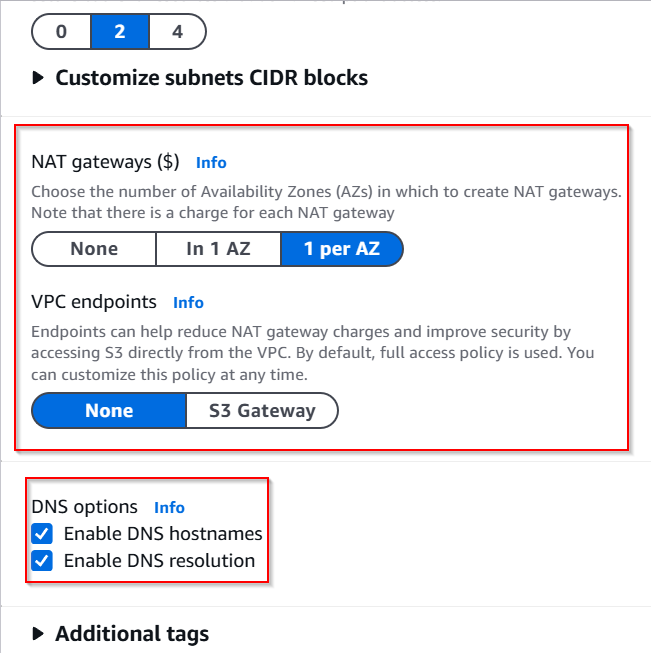 0 2 4
Customize subnets CIDR blocks
NAT gateways ($) Info
Choose the number of Availability Zones (AZs) in which to create NAT gateways.
Note that there is a charge for each NAT gateway
None In 1 AZ 1 per AZ
VPC endpoints Info
Endpoints can help reduce NAT gateway charges and improve security by
accessing S3 directly from the VPC. By default, full access policy is used. You
can customize this policy at any time.
None S3 Gateway
DNS options Info
Enable DNS hostnames
Enable DNS resolution
Additional tags